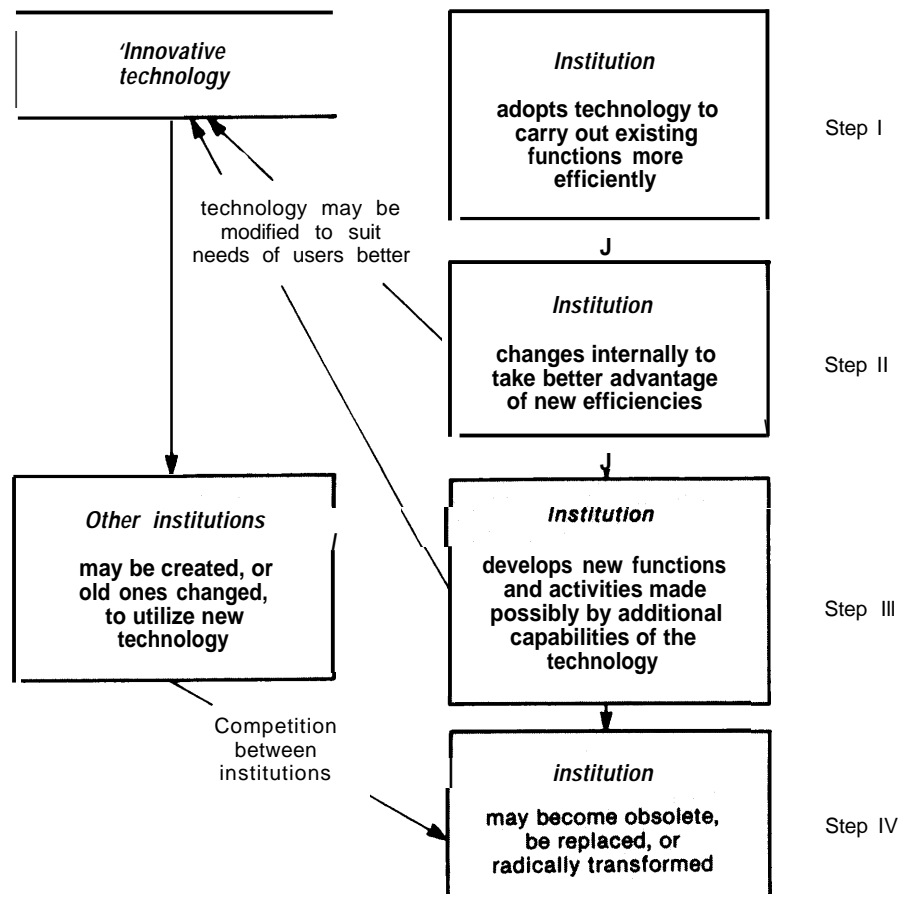 'Innovative
technology
Institution
adopts technology to
carry out existing
functions more
efficiently
Step I
technology may be
modified to suit
needs of users better
J
Institution
changes internally to
take better advantage
of new efficiencies
Step II
J
Other institutions
may be created, or
old ones changed,
to utilize new
technology
Institution
develops new functions
and activities made
possibly by additional
capabilities of the
technology
Step III
Competition
between
institutions
institution
may become obsolete,
be replaced, or
radically transformed
Step IV